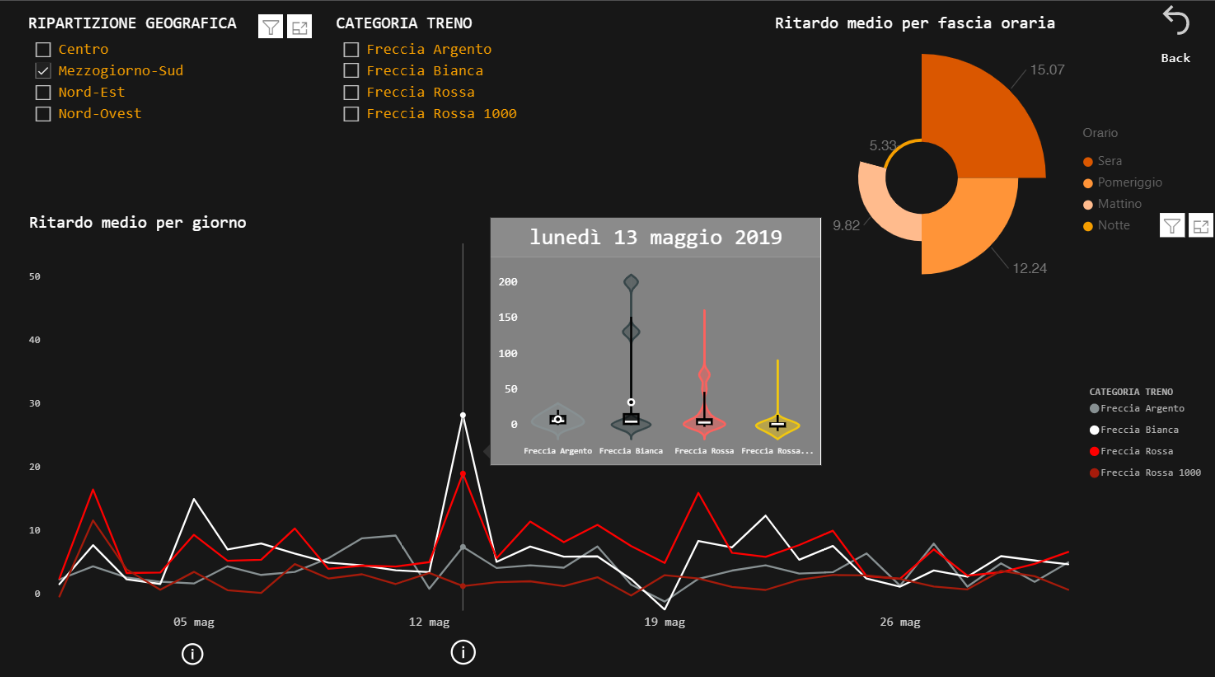 RIPARTIZIONE GEOGRAFICA
Centro
Mezzogiorno-Sud
Nord-Est
Nord-Ovest
CATEGORIA TRENO
Freccia Argento
Freccia Bianca
Freccia Rossa
Freccia Rossa 1000
Ritardo medio per fascia oraria
Back
15.07
5.33
9.82
12.24
Orario
Sera
Pomeriggio
Mattino
Notte
Ritardo medio per giorno
50
40
30
20
10
0
05 mag
12 mag
19 mag
26 mag
i
i
lunedì 13 maggio 2019
200
150
100
50
0
Freccia Argento
Freccia Bianca
Freccia Rossa
Freccia Rossa...
CATEGORIA TRENO
Freccia Argento
Freccia Bianca
Freccia Rossa
Freccia Rossa 1000